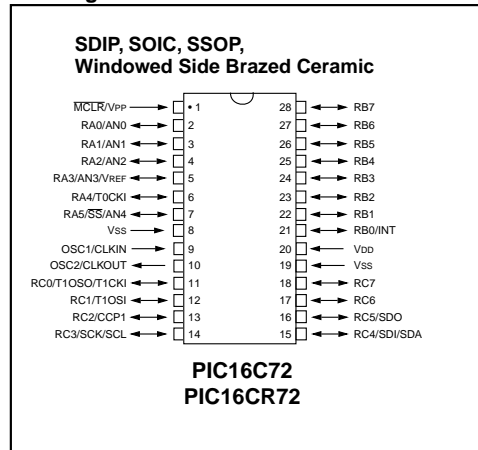 SDIP, SOIC, SSOP,
Windowed Side Brazed Ceramic
MCLR/VPP 1 28 RB7
RA0/AN0 2 27 RB6
RA1/AN1 3 26 RB5
RA2/AN2 4 25 RB4
RA3/AN3/VREF 5 24 RB3
RA4/T0CKI 6 23 RB2
RA5/SS/AN4 7 22 RB1
VSS 8 21 RB0/INT
OSC1/CLKIN 9 20 VDD
OSC2/CLKOUT 10 19 VSS
RC0/T1OSO/T1CKI 11 18 RC7
RC1/T1OSI 12 17 RC6
RC2/CCP1 13 16 RC5/SDO
RC3/SCK/SCL 14 15 RC4/SDI/SDA
PIC16C72
PIC16CR72